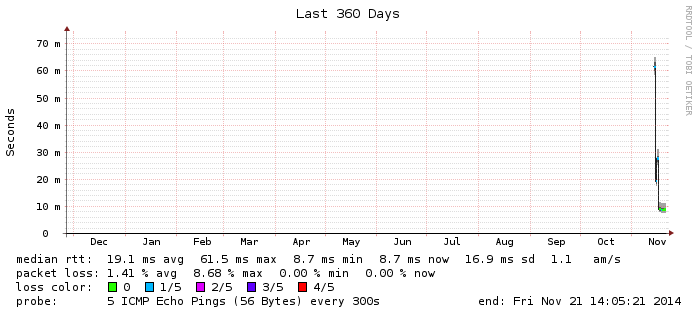 Last 360 Days
RRDTOOL / TOBI OETIKER
Seconds
70 m
60 m
50 m
40 m
30 m
20 m
10 m
0
Dec Jan Feb Mar Apr May Jun Jul Aug Sep Oct Nov
median rtt: 19.1 ms avg 61.5 ms max 8.7 ms min 8.7 ms now 16.9 ms sd 1.1 am/s
packet loss: 1.41 % avg 8.68 % max 0.00 % min 0.00 % now
loss color: 0 1/5 2/5 3/5 4/5
probe: 5 ICMP Echo Pings (56 Bytes) every 300s end: Fri Nov 21 14:05:21 2014